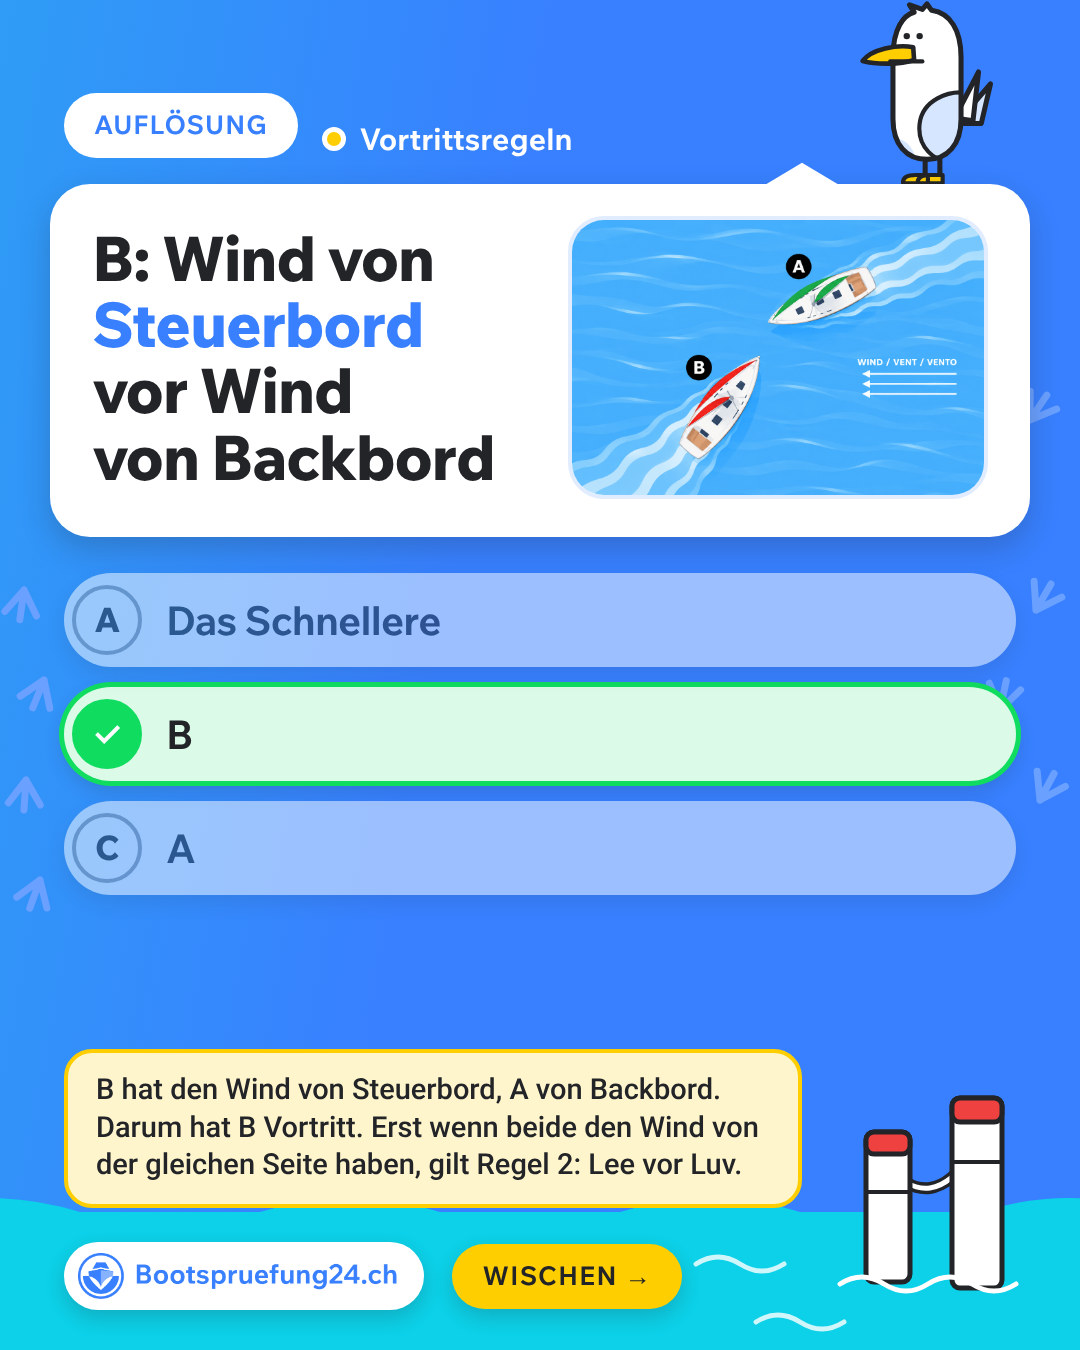 AUFLÖSUNG
Vortrittsregeln
B: Wind von
Steuerbord
vor Wind
von Backbord
A
B
WIND / VENT / VENTO
A Das Schnellere
B
C A
B hat den Wind von Steuerbord, A von Backbord.
Darum hat B Vortritt. Erst wenn beide den Wind von
der gleichen Seite haben, gilt Regel 2: Lee vor Luv.
Bootspruefung24.ch
WISCHEN →